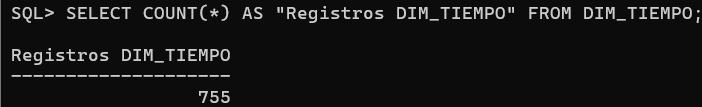 SQL> SELECT COUNT(*) AS "Registros DIM_TIEMPO" FROM DIM_TIEMPO;
Registros DIM_TIEMPO
--------------------
755